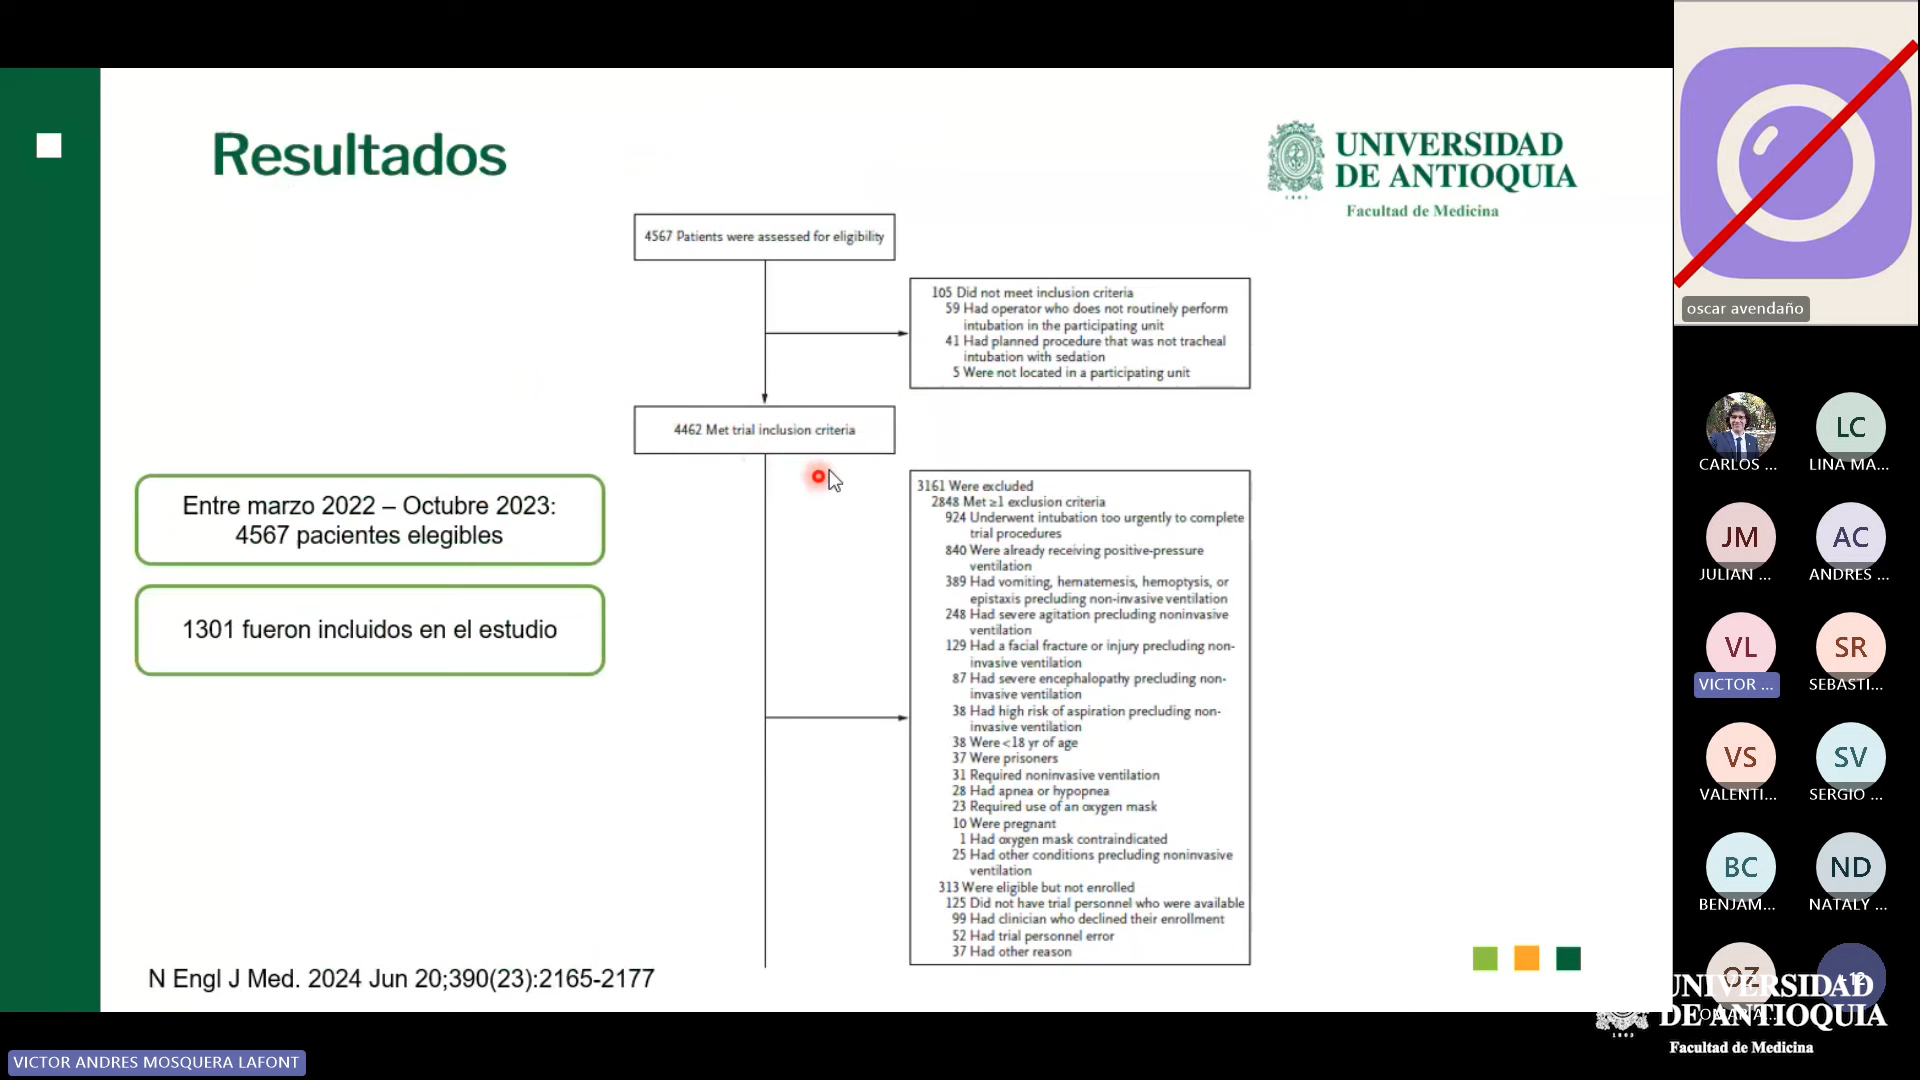 Resultados
UNIVERSIDAD
DE ANTIOQUIA
1803
Facultad de Medicina
4567 Patients were assessed for eligibility
105 Did not meet inclusion criteria
59 Had operator who does not routinely perform
intubation in the participating unit
41 Had planned procedure that was not tracheal
intubation with sedation
5 Were not located in a participating unit
4462 Met trial inclusion criteria
Entre marzo 2022 – Octubre 2023:
4567 pacientes elegibles
1301 fueron incluidos en el estudio
3161 Were excluded
2848 Met ≥1 exclusion criteria
924 Underwent intubation too urgently to complete
trial procedures
840 Were already receiving positive-pressure
ventilation
389 Had vomiting, hematemesis, hemoptysis, or
epistaxis precluding non-invasive ventilation
248 Had severe agitation precluding noninvasive
ventilation
129 Had a facial fracture or injury precluding non-
invasive ventilation
87 Had severe encephalopathy precluding non-
invasive ventilation
38 Had high risk of aspiration precluding non-
invasive ventilation
38 Were <18 yr of age
37 Were prisoners
31 Required noninvasive ventilation
28 Had apnea or hypopnea
23 Required use of an oxygen mask
10 Were pregnant
1 Had oxygen mask contraindicated
25 Had other conditions precluding noninvasive
ventilation
313 Were eligible but not enrolled
125 Did not have trial personnel who were available
99 Had clinician who declined their enrollment
52 Had trial personnel error
37 Had other reason
N Engl J Med. 2024 Jun 20;390(23):2165-2177
oscar avendaño
CARLOS ...
LC
LINA MA...
JM
JULIAN ...
AC
ANDRES ...
VL
VICTOR ...
SR
SEBASTI...
VS
VALENTI...
SV
SERGIO ...
BC
BENJAM...
ND
NATALY ...
OZ
+12
UNIVERSIDAD
DE ANTIOQUIA
1803
Facultad de Medicina
VICTOR ANDRES MOSQUERA LAFONT